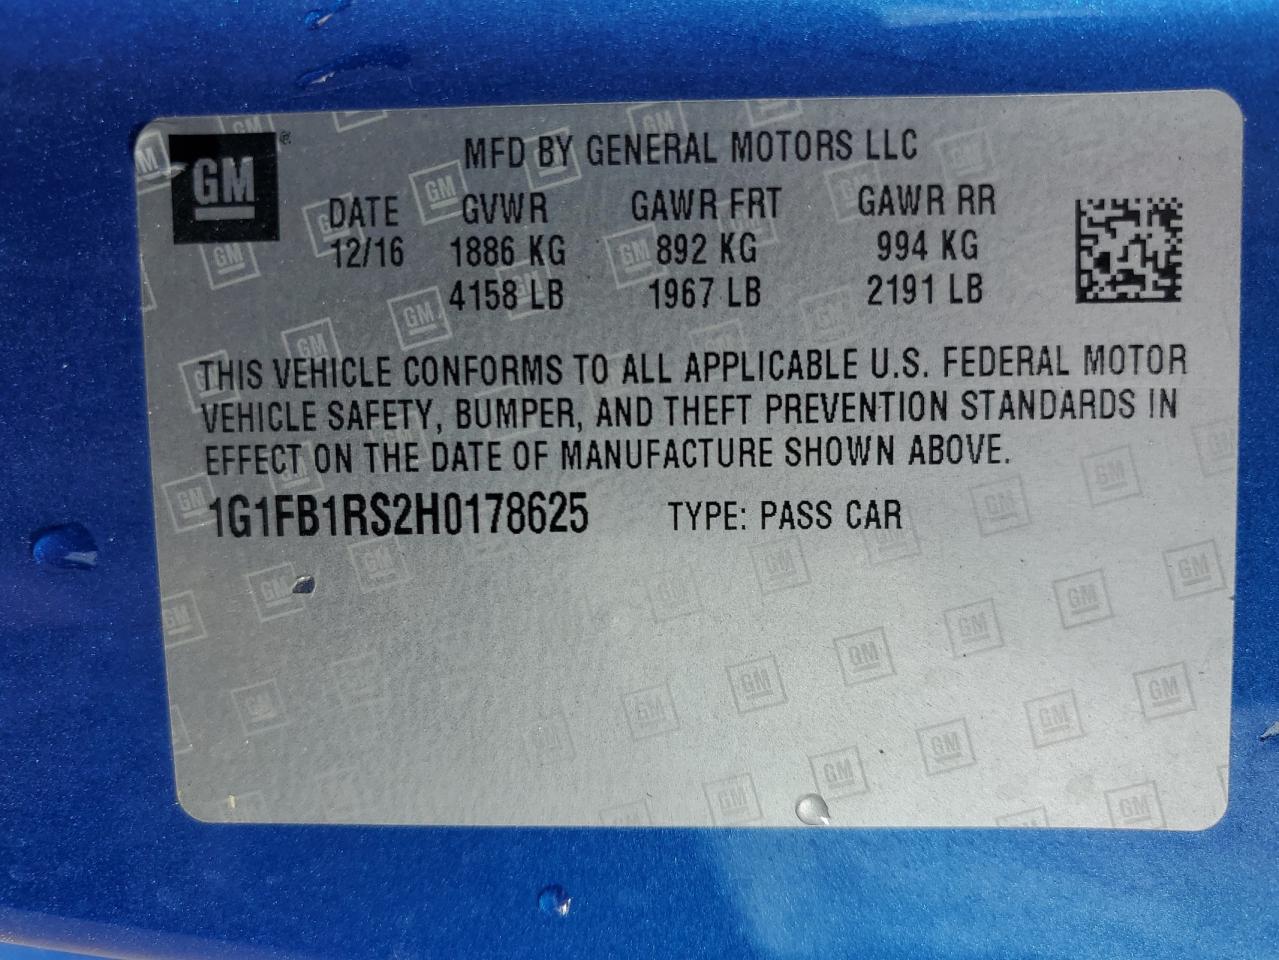 GM
MFD BY GENERAL MOTORS LLC
DATE GVWR GAWR FRT GAWR RR
12/16 1886 KG 892 KG 994 KG
4158 LB 1967 LB 2191 LB
THIS VEHICLE CONFORMS TO ALL APPLICABLE U.S. FEDERAL MOTOR
VEHICLE SAFETY, BUMPER, AND THEFT PREVENTION STANDARDS IN
EFFECT ON THE DATE OF MANUFACTURE SHOWN ABOVE.
1G1FB1RS2H0178625 TYPE: PASS CAR